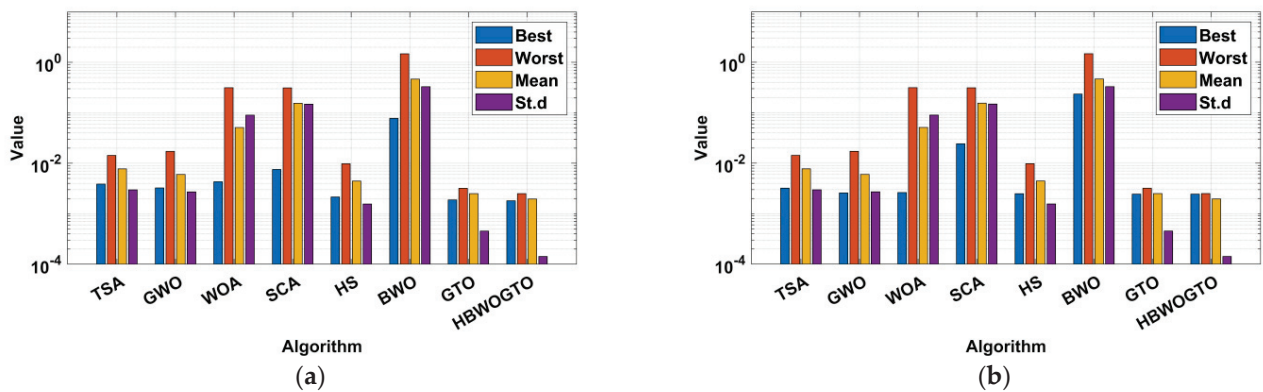 Best
Worst
Mean
St.d
10^0
10^-2
10^-4
Value
TSA
GWO
WOA
SCA
HS
BWO
GTO
HBWOGTO
Algorithm
(a)
Best
Worst
Mean
St.d
10^0
10^-2
10^-4
Value
TSA
GWO
WOA
SCA
HS
BWO
GTO
HBWOGTO
Algorithm
(b)